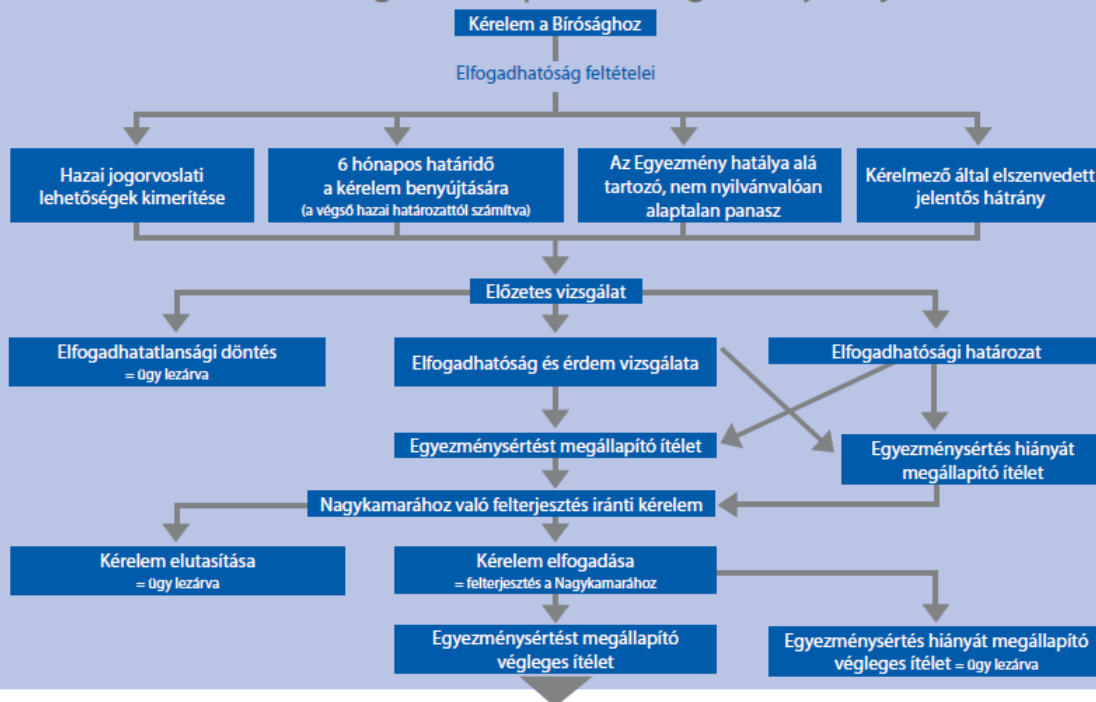 Kérelem a Bírósághoz
Elfogadhatóság feltételei
Hazai jogorvoslati
lehetőségek kimerítése
6 hónapos határidő
a kérelem benyújtására
(a végső hazai határozattól számítva)
Az Egyezmény hatálya alá
tartozó, nem nyilvánvalóan
alaptalan panasz
Kérelmező által elszenvedett
jelentős hátrány
Előzetes vizsgálat
Elfogadhatatlansági döntés
= ügy lezárva
Elfogadhatóság és érdem vizsgálata
Elfogadhatósági határozat
Egyezménysértést megállapító ítélet
Egyezménysértés hiányát
megállapító ítélet
Nagykamarához való felterjesztés iránti kérelem
Kérelem elutasítása
= ügy lezárva
Kérelem elfogadása
= felterjesztés a Nagykamarához
Egyezménysértést megállapító
végleges ítélet
Egyezménysértés hiányát megállapító
végleges ítélet = ügy lezárva